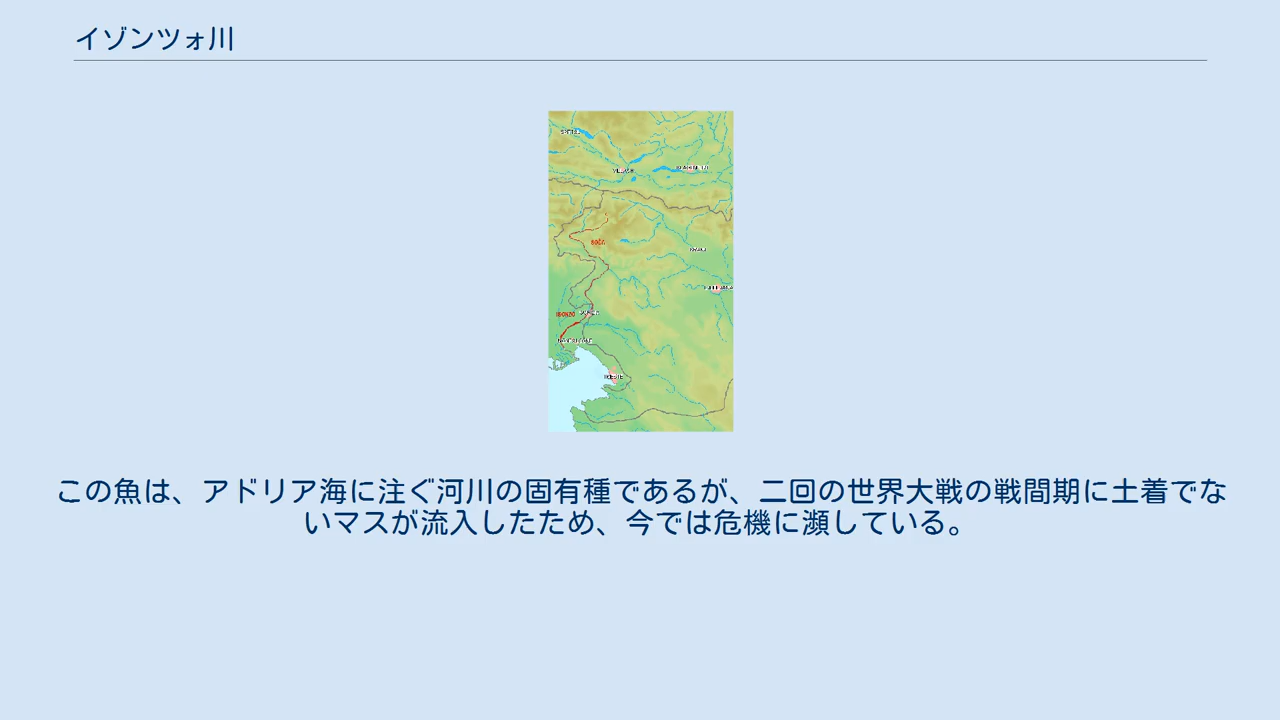 イゾンツォ川
SOČA
ISONZO
TRIESTE
この魚は、アドリア海に注ぐ河川の固有種であるが、二回の世界大戦の戦間期に土着でな
いマスが流入したため、今では危機に瀕している。